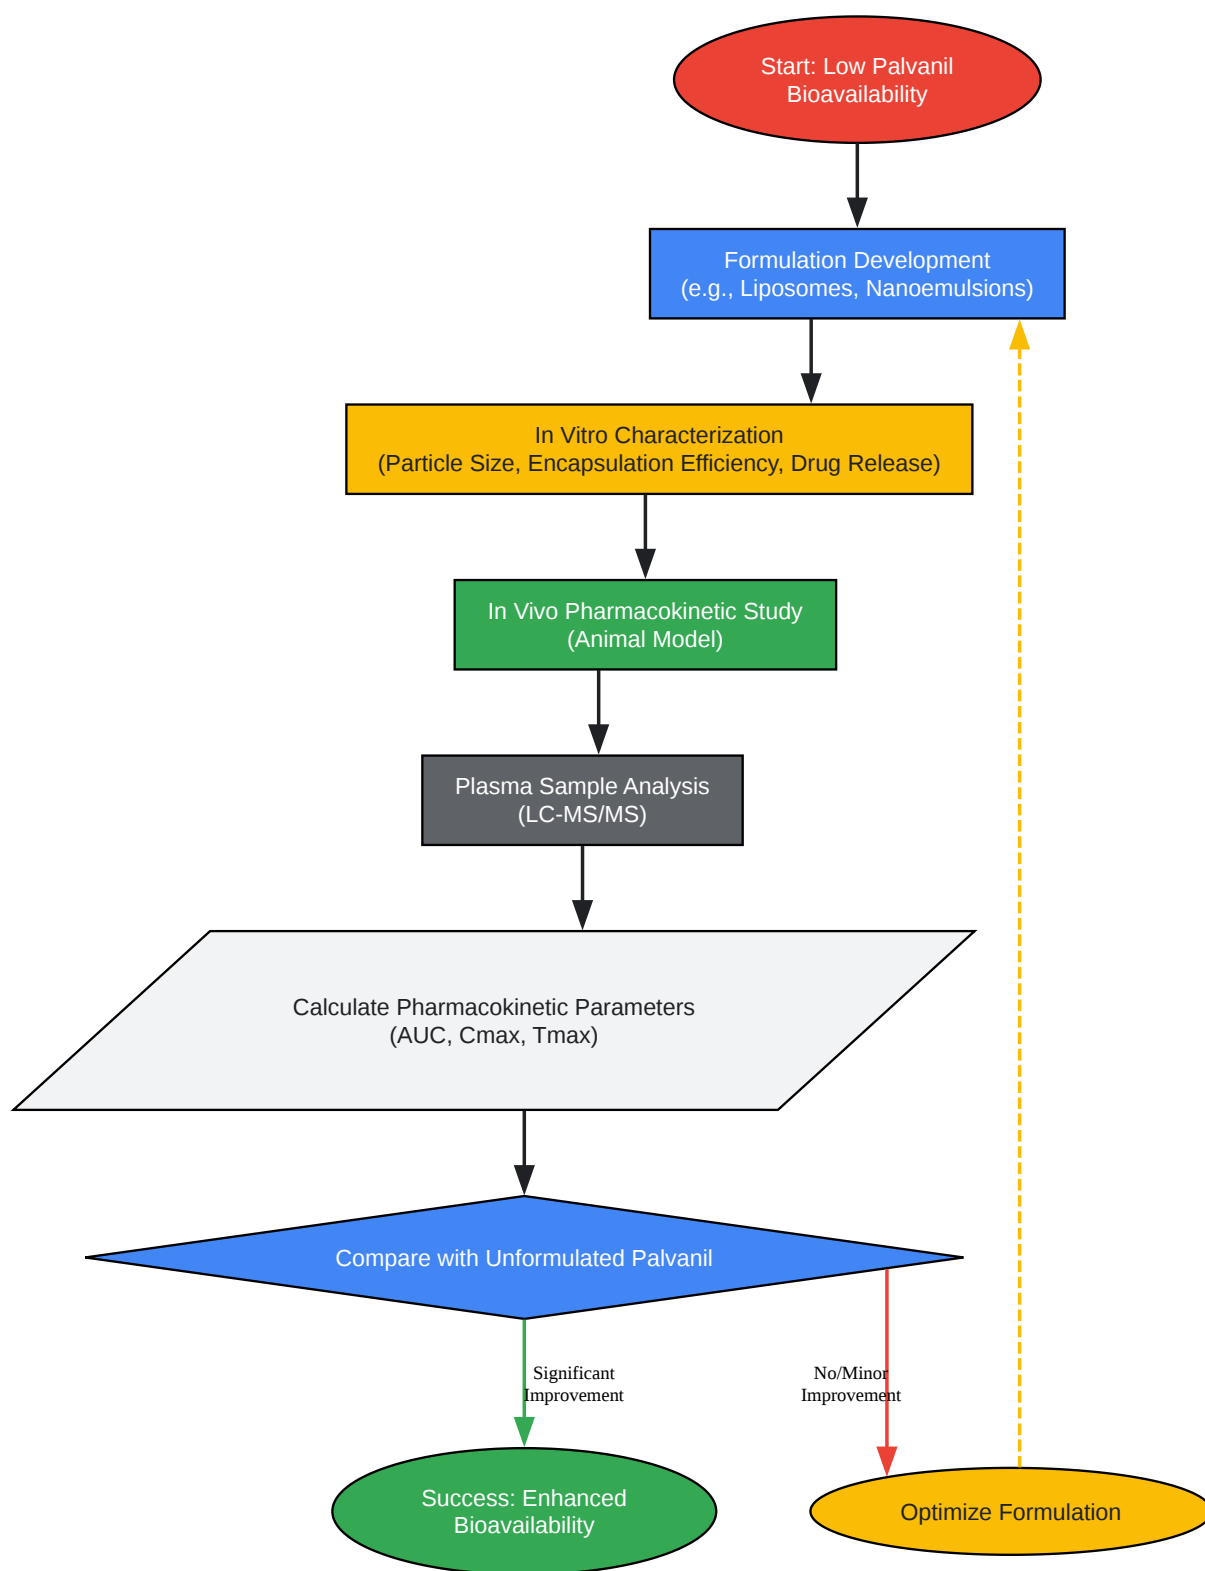 Start: Low Palvanil
Bioavailability
Formulation Development
(e.g., Liposomes, Nanoemulsions)
In Vitro Characterization
(Particle Size, Encapsulation Efficiency, Drug Release)
In Vivo Pharmacokinetic Study
(Animal Model)
Plasma Sample Analysis
(LC-MS/MS)
Calculate Pharmacokinetic Parameters
(AUC, Cmax, Tmax)
Compare with Unformulated Palvanil
Significant
Improvement
No/Minor
Improvement
Success: Enhanced
Bioavailability
Optimize Formulation